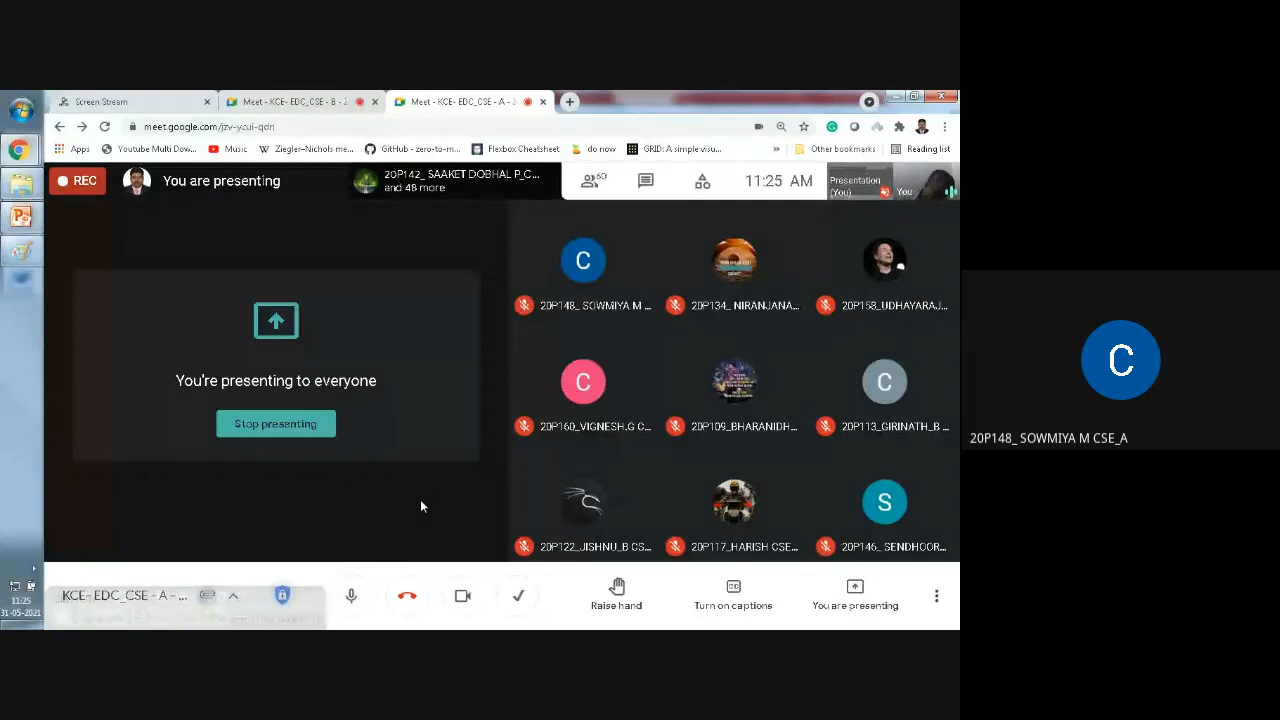 Screen Stream
Meet - KCE- EDC_CSE - B - 2
Meet - KCE- EDC_CSE - A - 2
meet.google.com/jzv-ycui-qdn
Apps
Youtube Multi Dow...
Music
Ziegler–Nichols me...
GitHub - zero-to-m...
Flexbox Cheatsheet
do now
GRID: A simple visu...
»
Other bookmarks
Reading list
REC
You are presenting
20P142_ SAAKET DOBHAL P_C...
and 48 more
60
11:25 AM
Presentation
(You)
You
C
20P148_ SOWMIYA M ...
20P134_ NIRANJANA...
20P158_UDHAYARAJ...
You're presenting to everyone
Stop presenting
C
20P160_VIGNESH.G C...
20P109_BHARANIDH...
C
20P113_GIRINATH_B ...
20P122_JISHNU_B CS...
20P117_HARISH CSE...
S
20P146_ SENDHOOR...
C
20P148_ SOWMIYA M CSE_A
KCE- EDC_CSE - A - ...
Raise hand
Turn on captions
You are presenting
11:25
31-05-2021